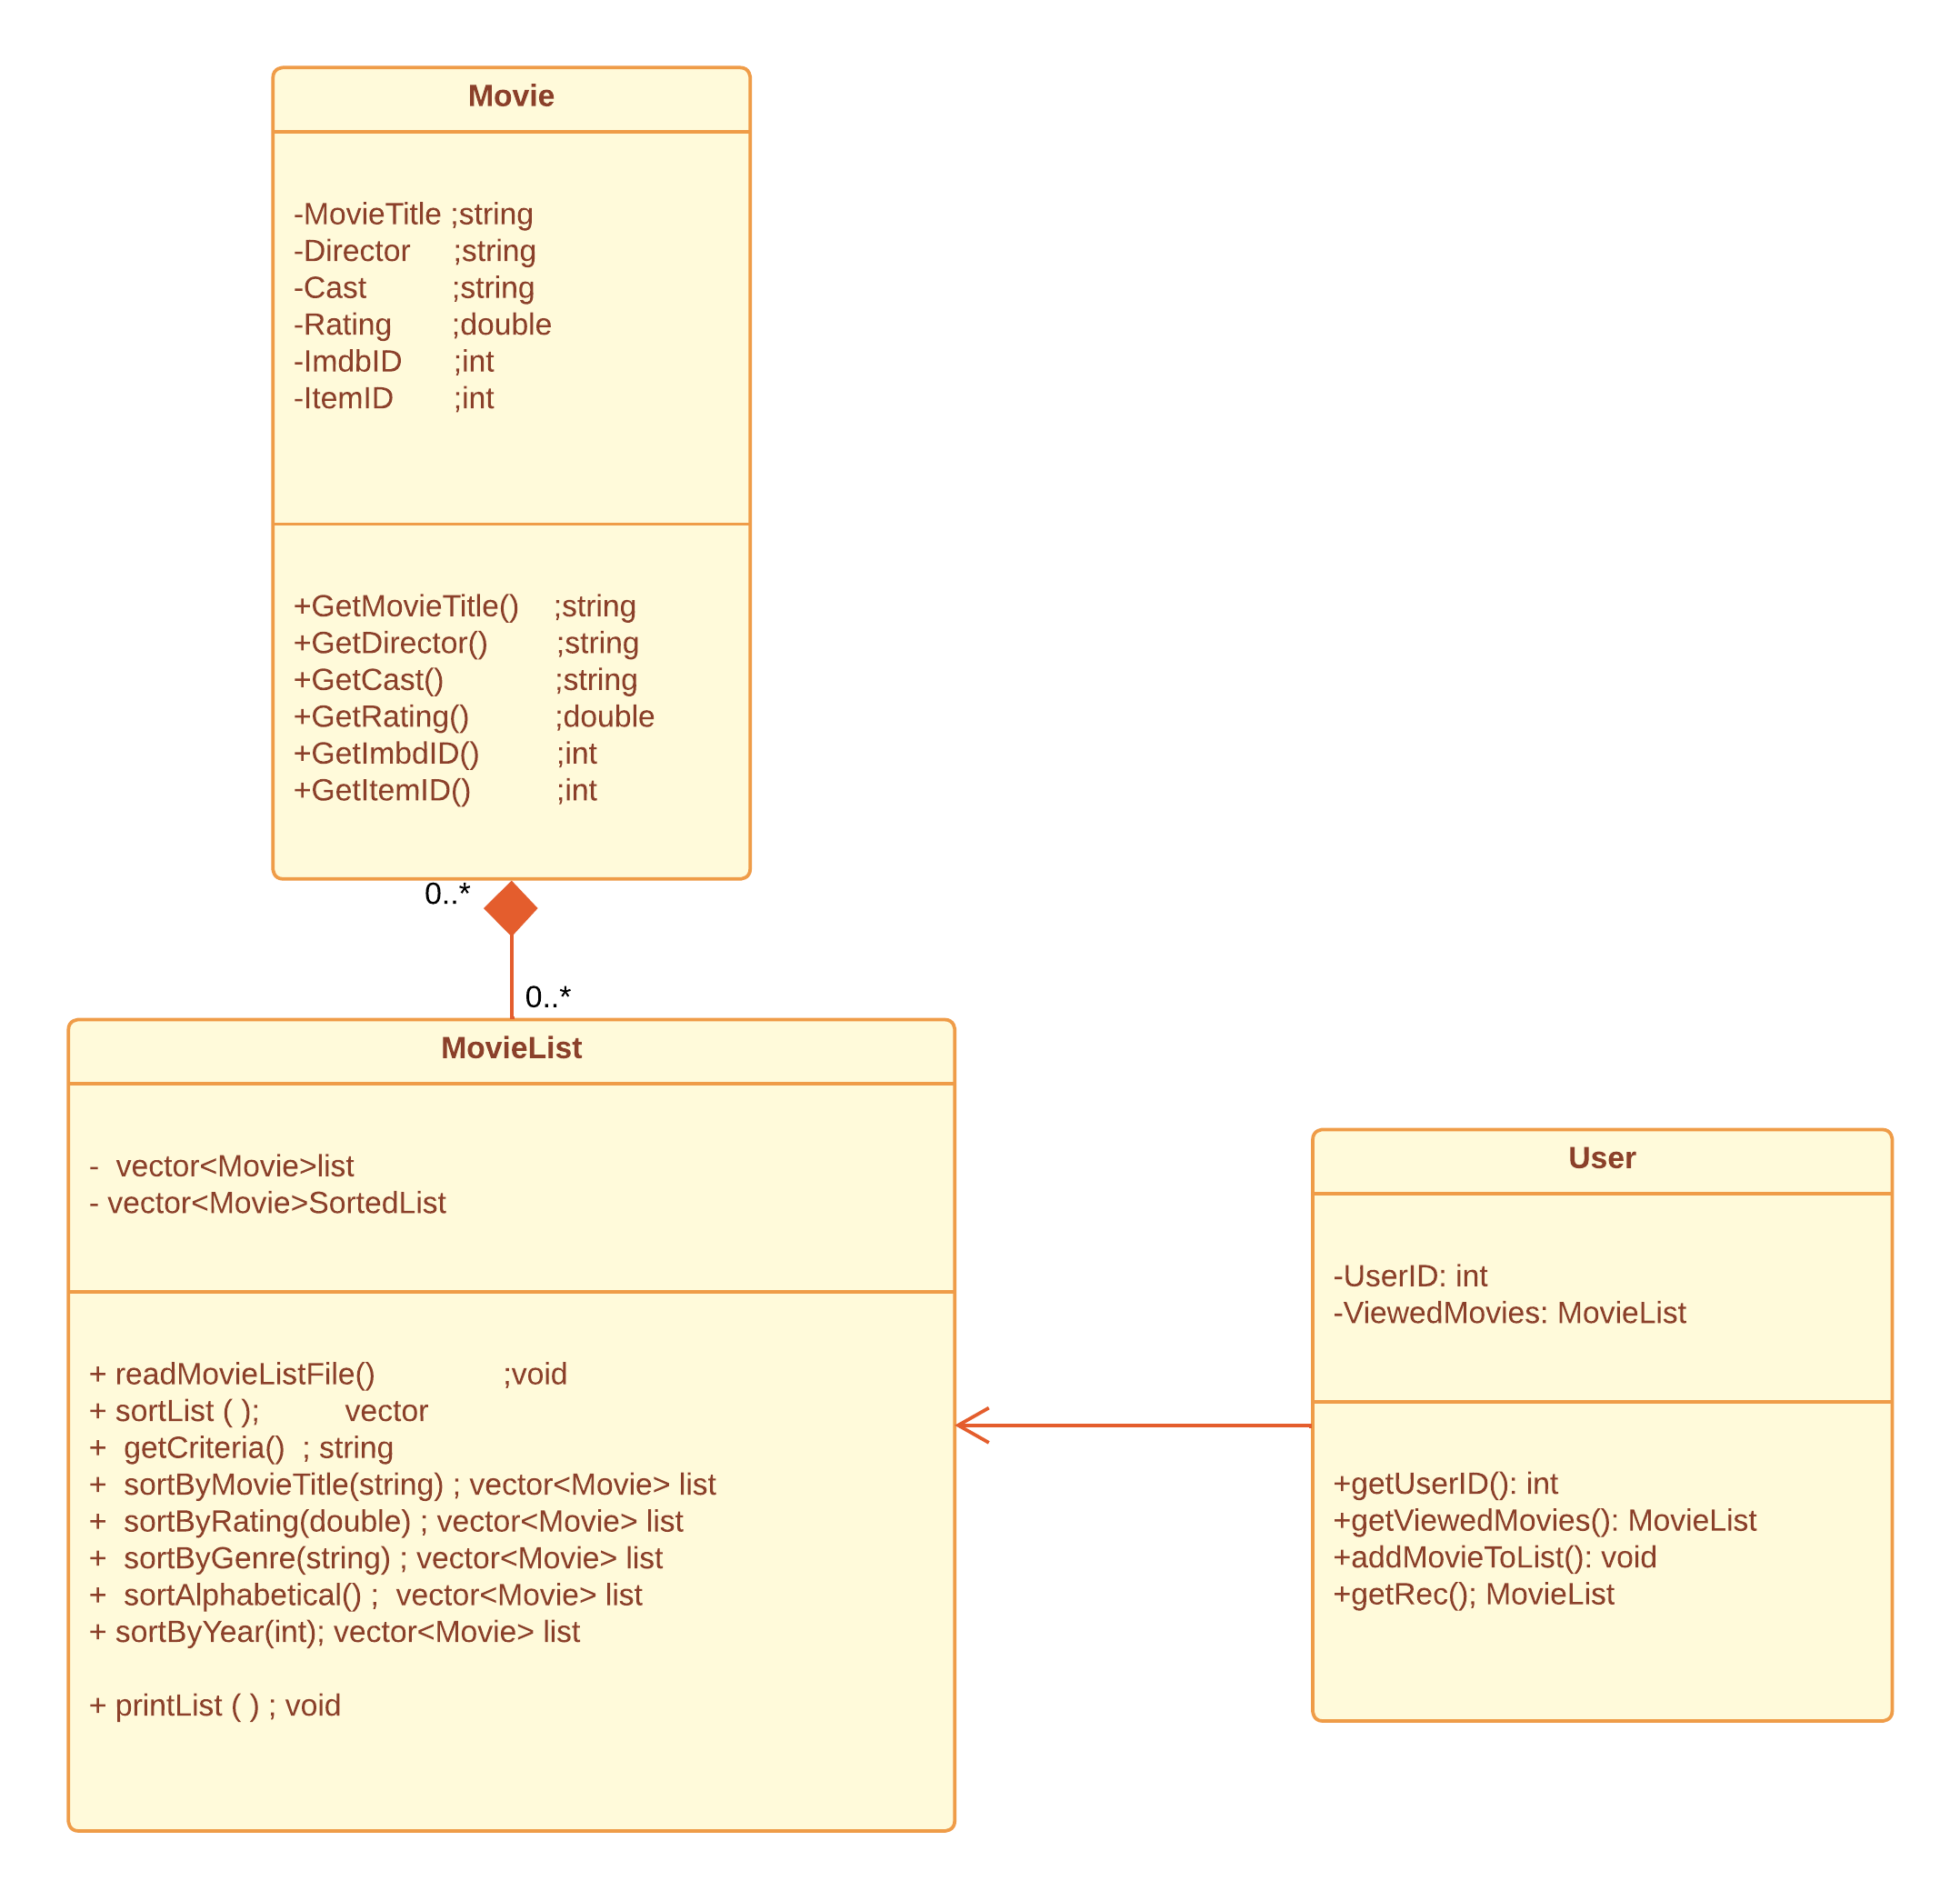 Movie
-MovieTitle ;string
-Director ;string
-Cast ;string
-Rating ;double
-ImdbID ;int
-ItemID ;int
+GetMovieTitle() ;string
+GetDirector() ;string
+GetCast() ;string
+GetRating() ;double
+GetImbdID() ;int
+GetItemID() ;int
0..*
0..*
MovieList
- vector<Movie>list
- vector<Movie>SortedList
+ readMovieListFile() ;void
+ sortList ( ); vector
+ getCriteria() ; string
+ sortByMovieTitle(string) ; vector<Movie> list
+ sortByRating(double) ; vector<Movie> list
+ sortByGenre(string) ; vector<Movie> list
+ sortAlphabetical() ; vector<Movie> list
+ sortByYear(int); vector<Movie> list
+ printList ( ) ; void
User
-UserID: int
-ViewedMovies: MovieList
+getUserID(): int
+getViewedMovies(): MovieList
+addMovieToList(): void
+getRec(); MovieList